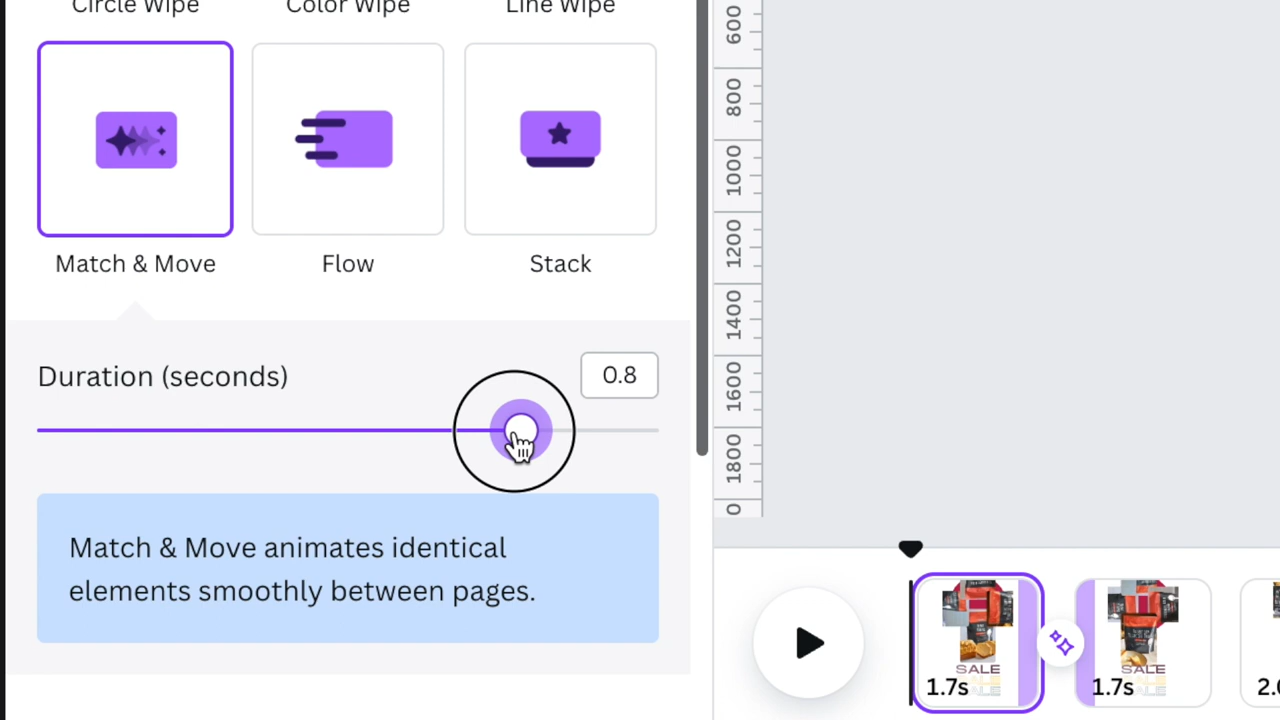 Circle Wipe
Color Wipe
Line Wipe
Match & Move
Flow
Stack
Duration (seconds)
0.8
Match & Move animates identical
elements smoothly between pages.
600
800
1000
1200
1400
1600
1800
0
SALE
1.7s
SALE
1.7s